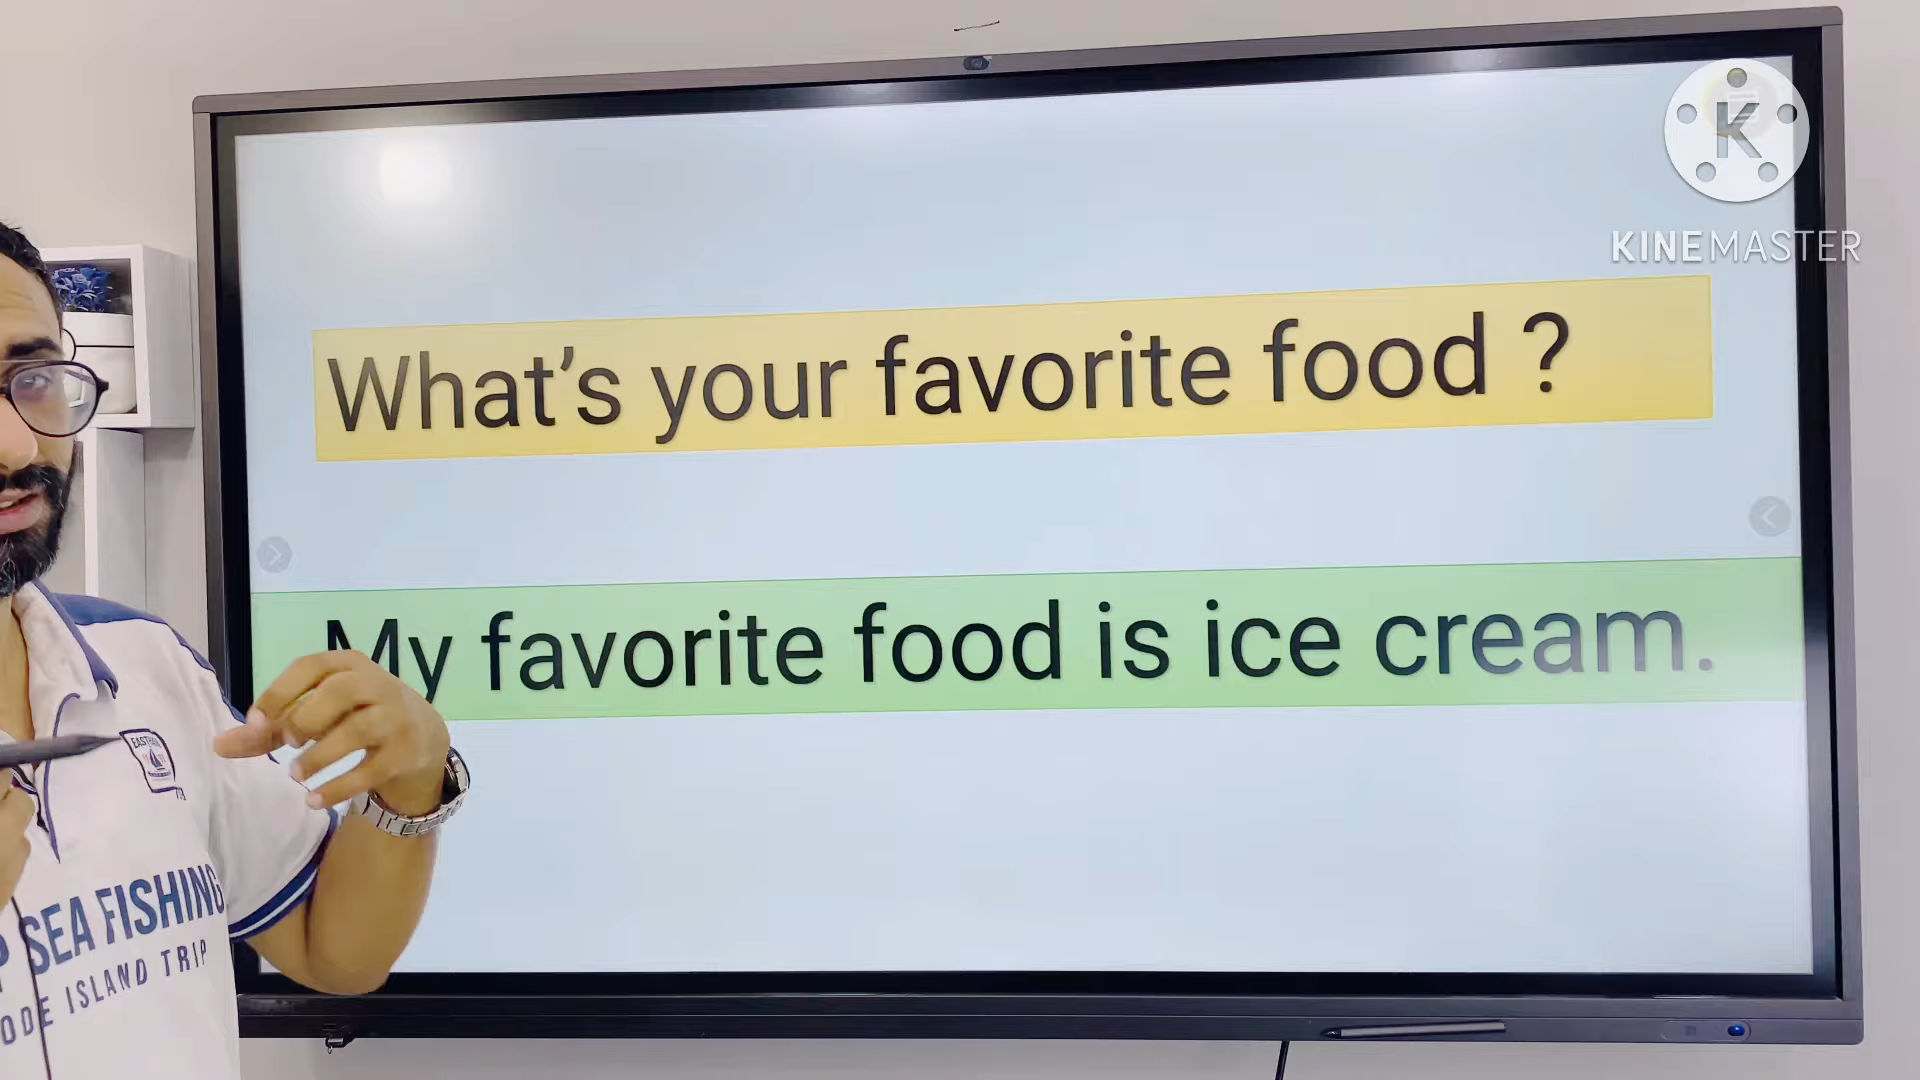 K
KINEMASTER
What's your favorite food ?
My favorite food is ice cream.
SEA FISHING
ISLAND TRIP